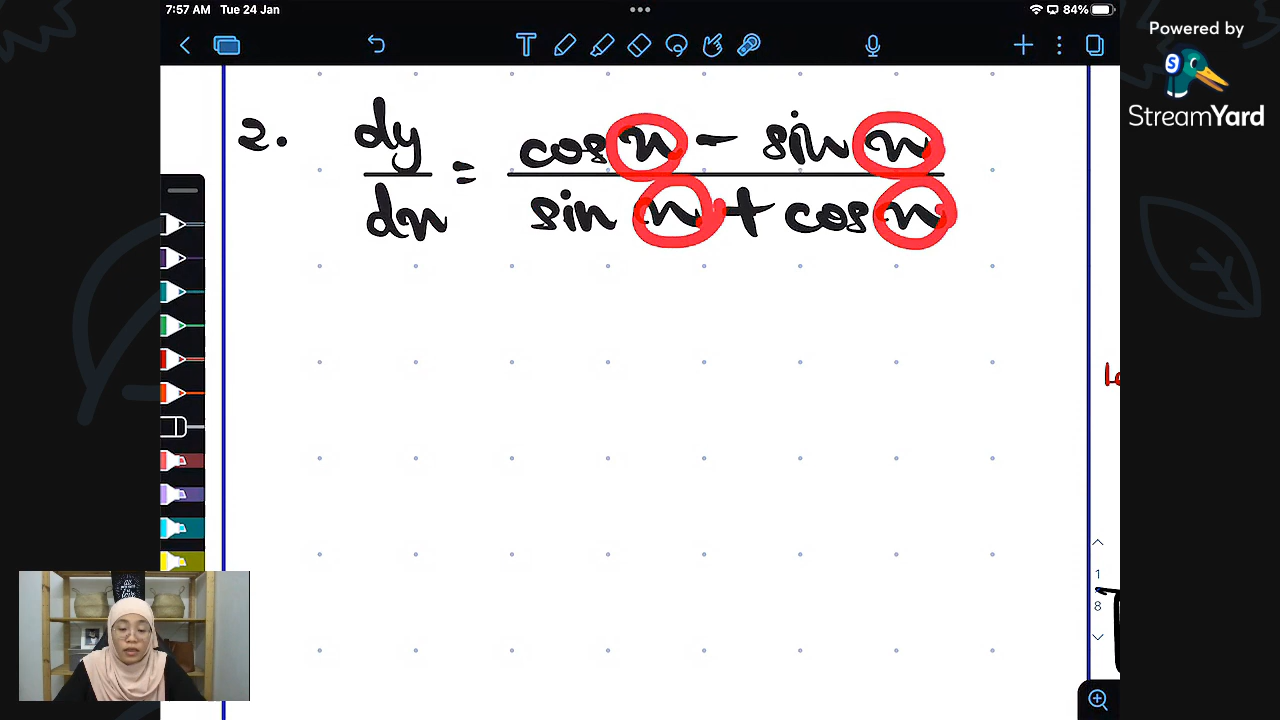 7:57 AM Tue 24 Jan
84%
Powered by
StreamYard
2. dy/dx = (cos x - sin x)/(sin x + cos x)
1
8